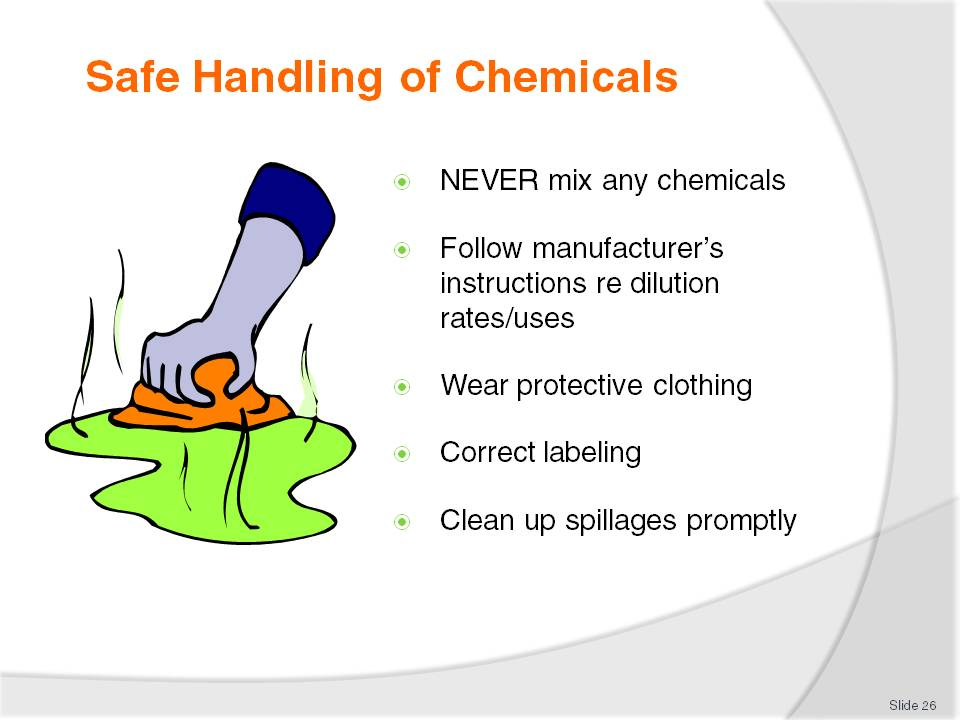 Safe Handling of Chemicals
NEVER mix any chemicals
Follow manufacturer’s
instructions re dilution
rates/uses
Wear protective clothing
Correct labeling
Clean up spillages promptly
Slide 26